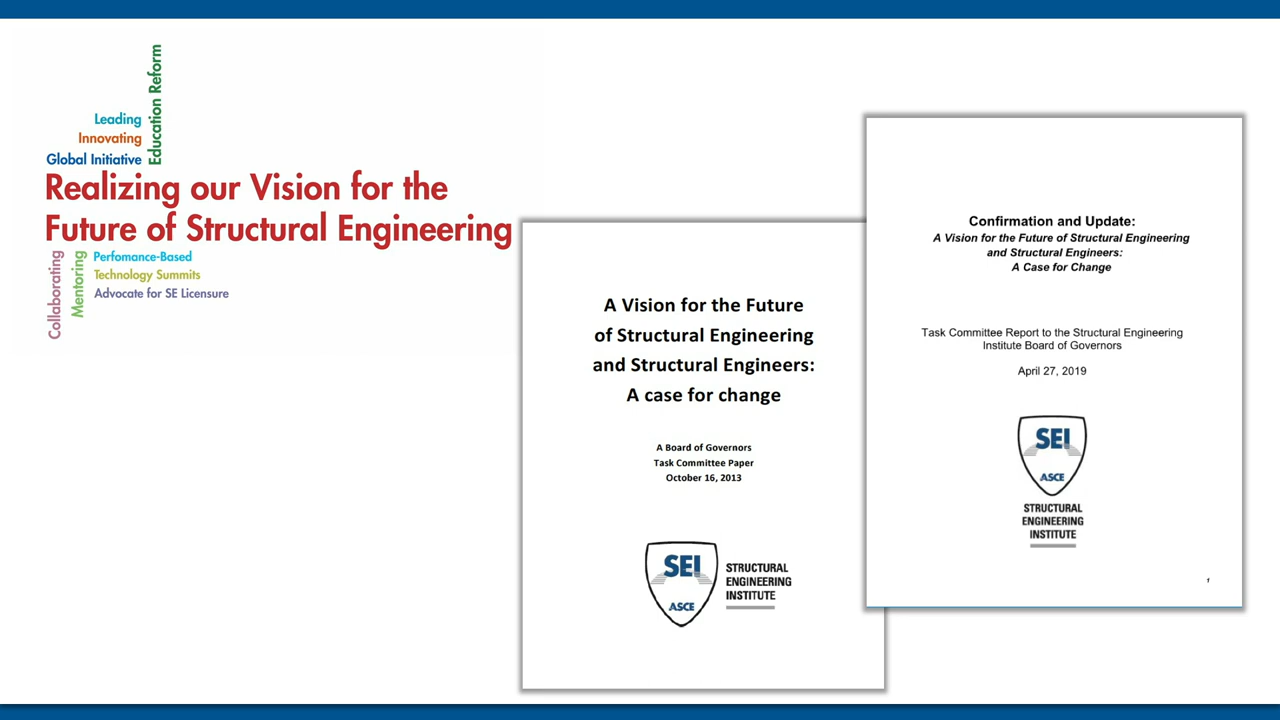 Education Reform
Leading
Innovating
Global Initiative
Realizing our Vision for the
Future of Structural Engineering
Collaborating
Mentoring
Perfomance-Based
Technology Summits
Advocate for SE Licensure
A Vision for the Future
of Structural Engineering
and Structural Engineers:
A case for change
A Board of Governors
Task Committee Paper
October 16, 2013
SEI
ASCE
STRUCTURAL
ENGINEERING
INSTITUTE
Confirmation and Update:
A Vision for the Future of Structural Engineering
and Structural Engineers:
A Case for Change
Task Committee Report to the Structural Engineering
Institute Board of Governors
April 27, 2019
SEI
ASCE
STRUCTURAL
ENGINEERING
INSTITUTE
1